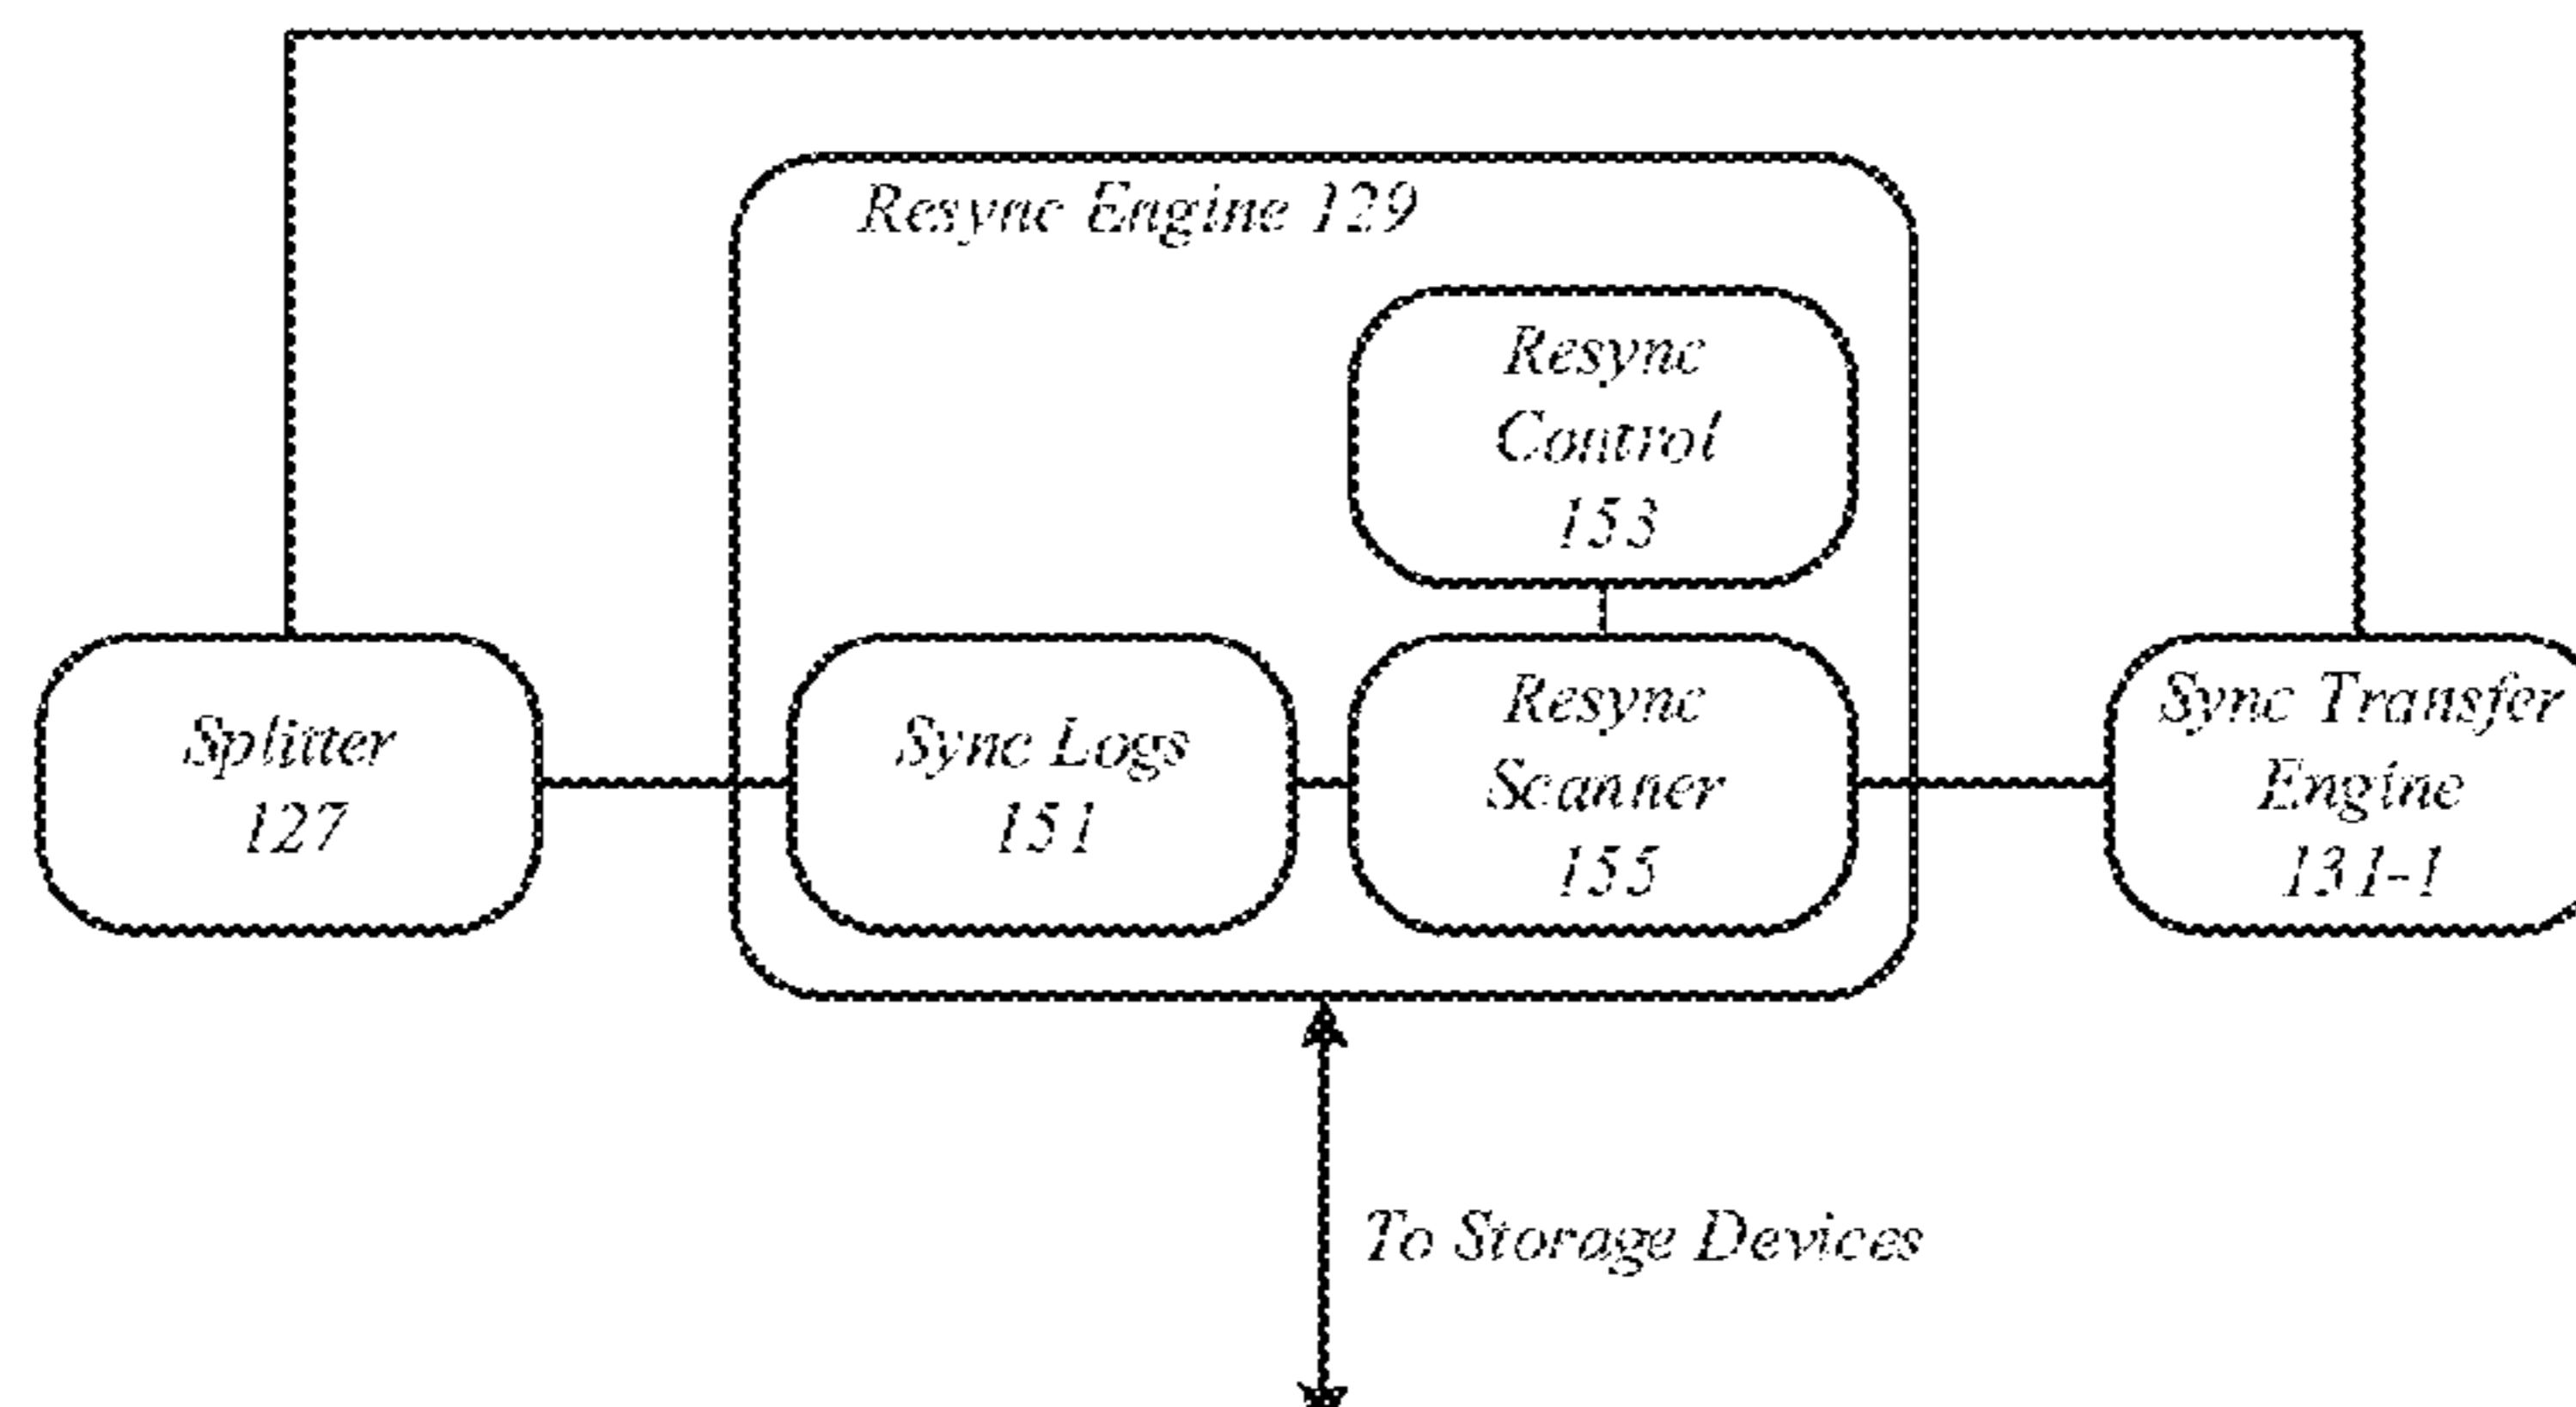 Resync Engine 129
Resync
Control
153
Splitter
127
Sync Logs
151
Resync
Scanner
155
Sync Transfer
Engine
131-1
To Storage Devices